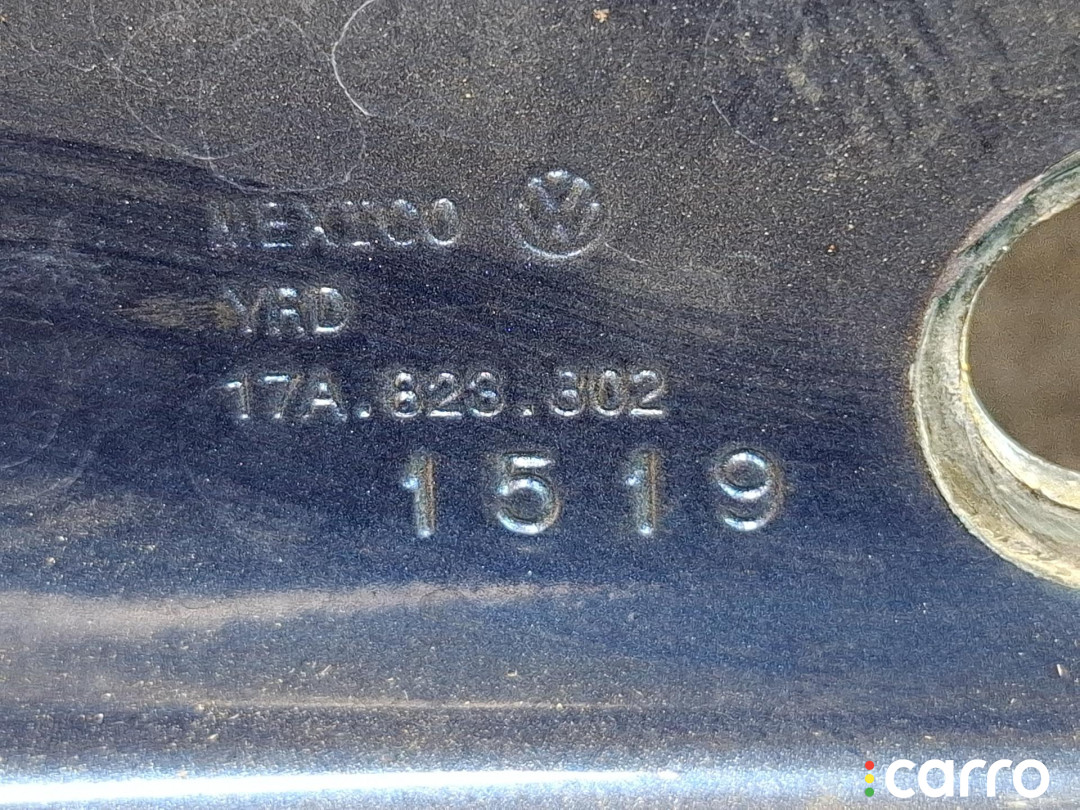 MEXICO
YRD
17A.823.302
1519
carro